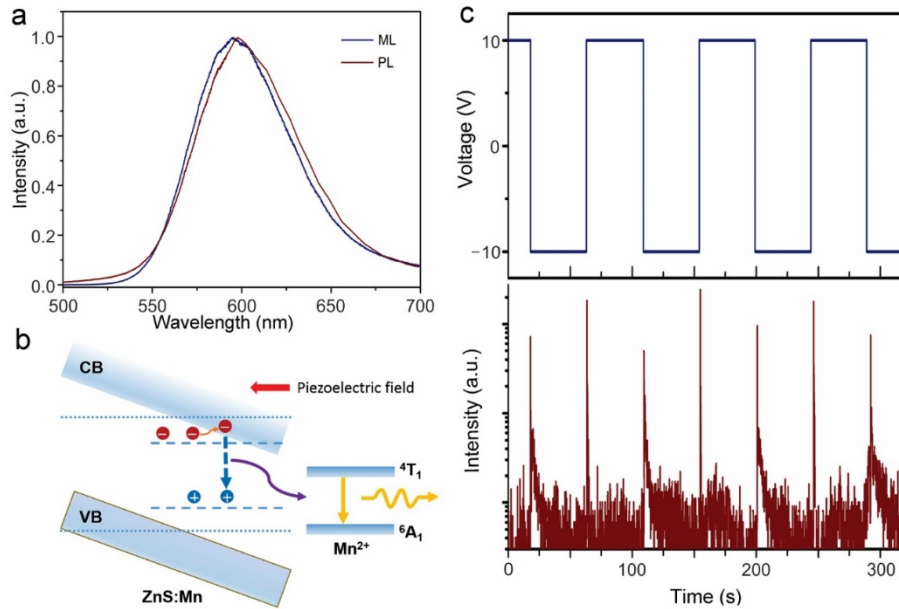 a
1.0
0.8
0.6
0.4
0.2
0.0
Intensity (a.u.)
ML
PL
500
550
600
650
700
Wavelength (nm)
b
CB
Piezoelectric field
− − −
+ +
⁴T₁
VB
⁶A₁
Mn²⁺
ZnS:Mn
c
10
0
−10
Voltage (V)
Intensity (a.u.)
0
100
200
300
Time (s)